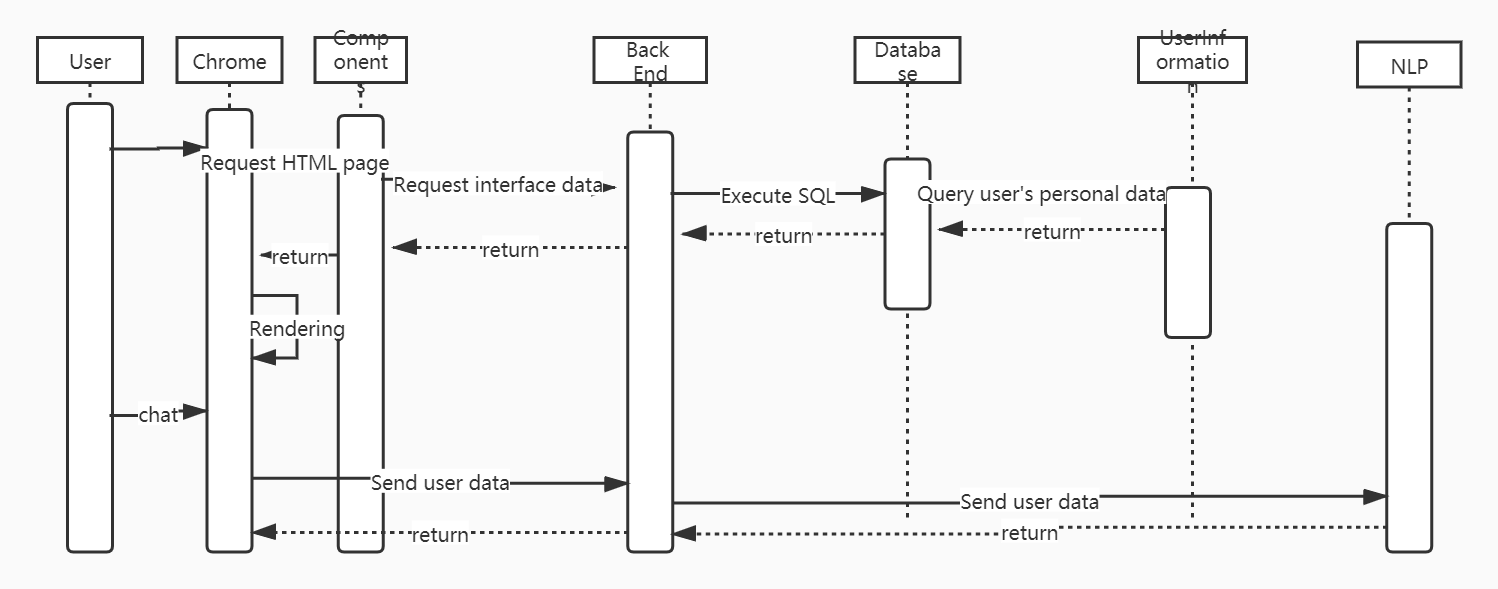 User
Chrome
Comp
onent
s
Back
End
Databa
se
UserInf
ormatio
n
NLP
Request HTML page
Request interface data
Execute SQL
Query user's personal data
return
return
return
return
Rendering
chat
Send user data
Send user data
return
return